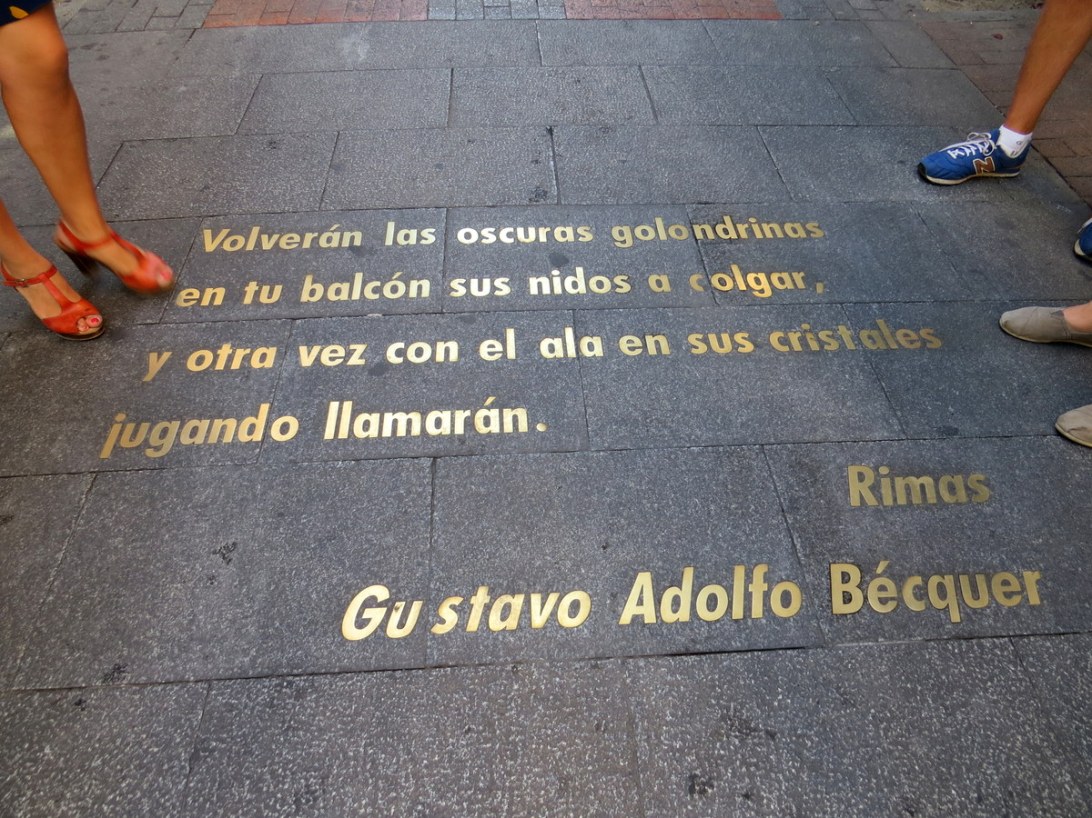 Volverán las oscuras golondrinas
en tu balcón sus nidos a colgar,
y otra vez con el ala en sus cristales
jugando llamarán.
Rimas
Gustavo Adolfo Bécquer
N